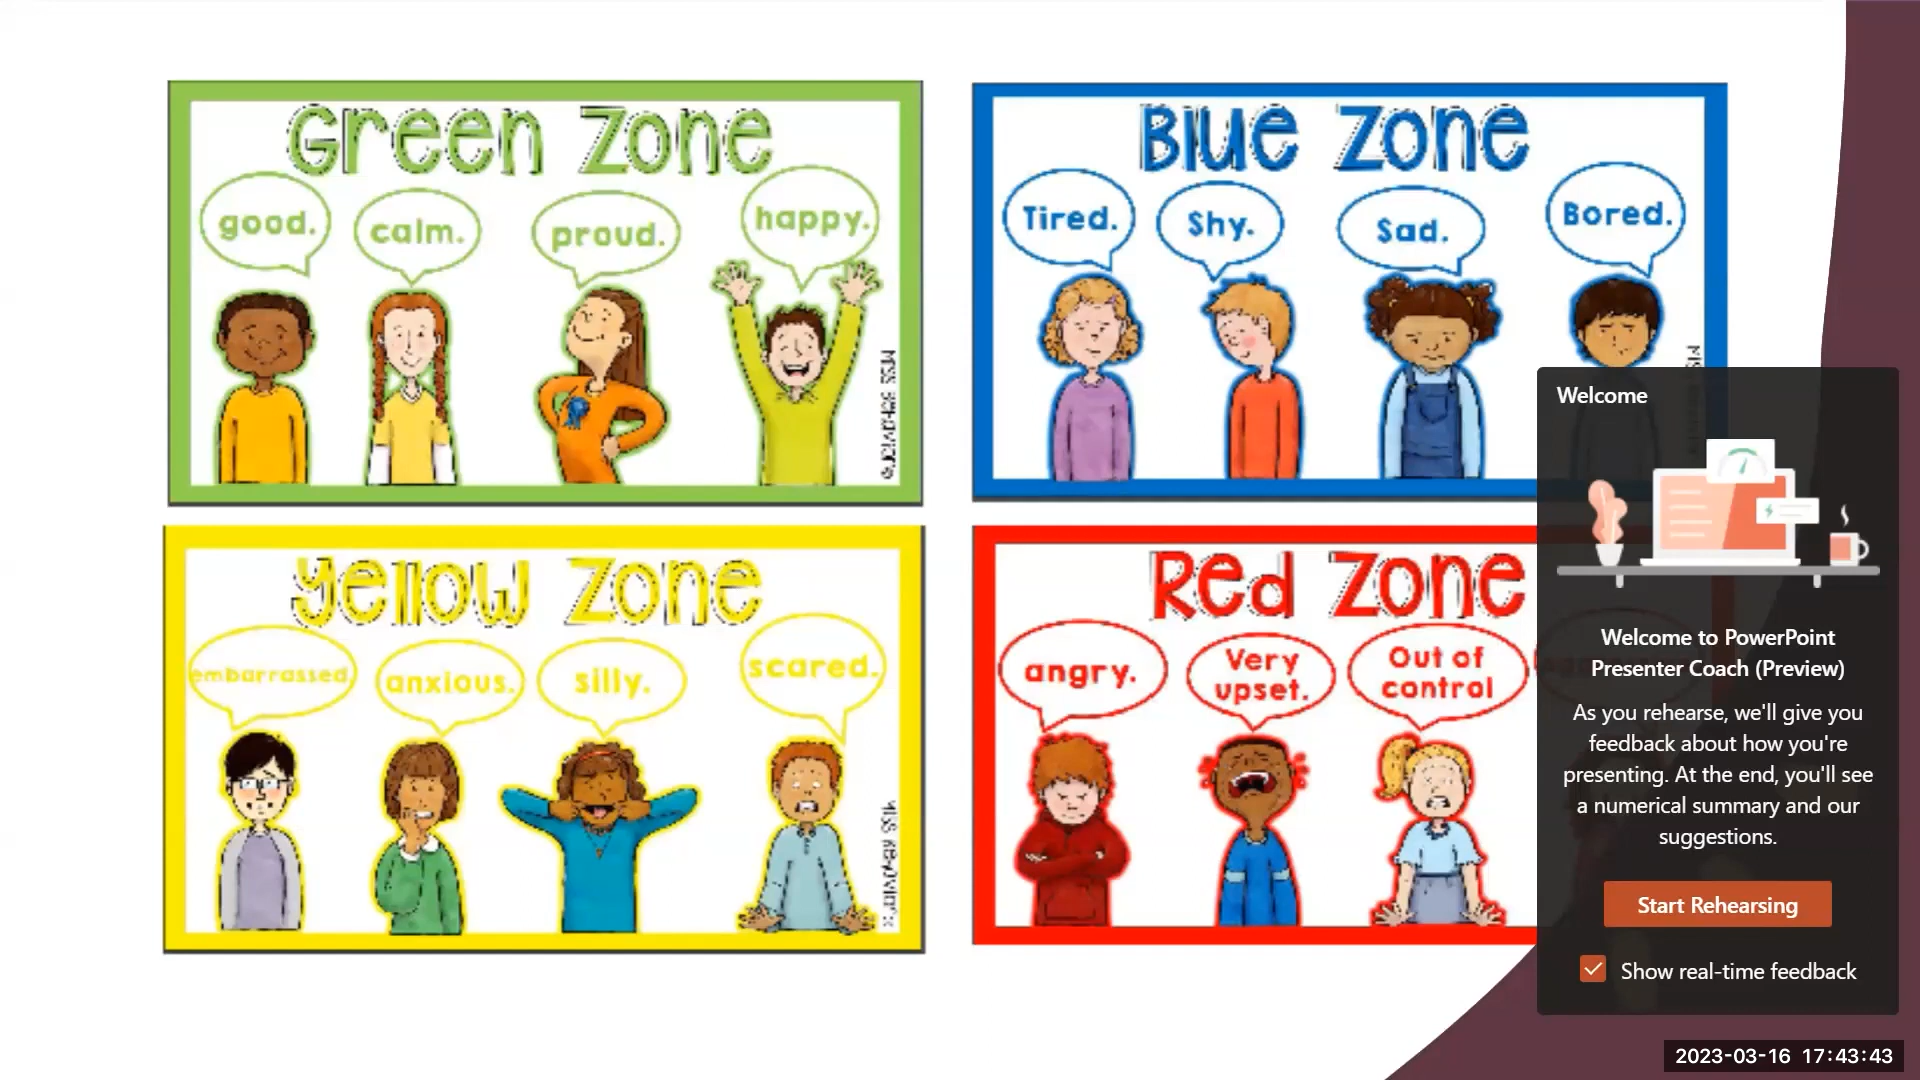 Green Zone
good.
calm.
proud.
happy.
Blue Zone
Tired.
Shy.
Sad.
Bored.
Yellow Zone
embarrassed.
anxious.
silly.
scared.
Red Zone
angry.
Very
upset.
Out of
control
Welcome
Welcome to PowerPoint
Presenter Coach (Preview)
As you rehearse, we'll give you
feedback about how you're
presenting. At the end, you'll see
a numerical summary and our
suggestions.
Start Rehearsing
Show real-time feedback
2023-03-16 17:43:43